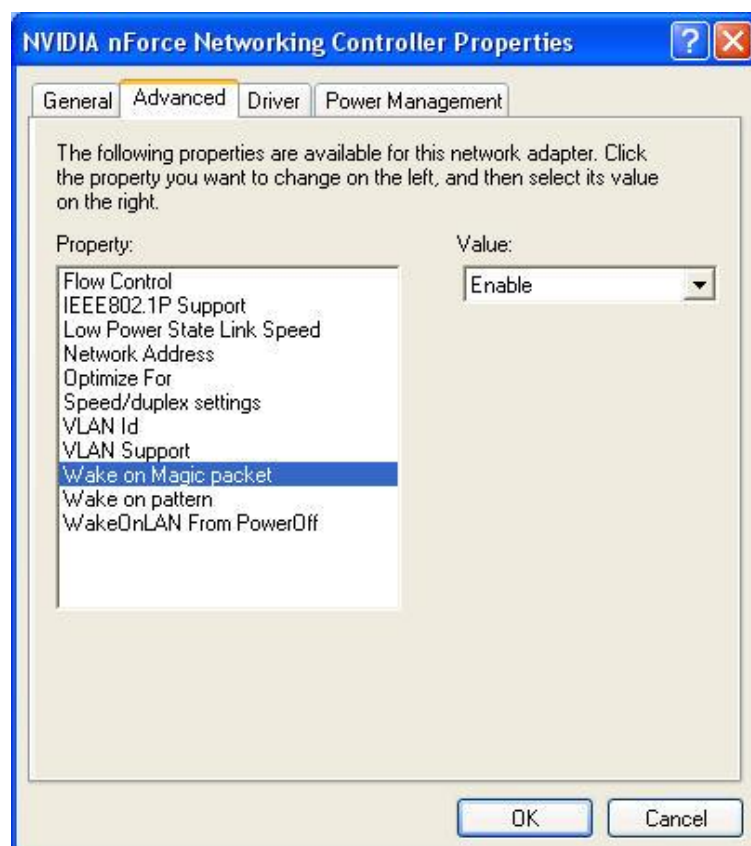 NVIDIA nForce Networking Controller Properties
General Advanced Driver Power Management
The following properties are available for this network adapter. Click
the property you want to change on the left, and then select its value
on the right.
Property:
Value:
Flow Control
Enable
IEEE802.1P Support
Low Power State Link Speed
Network Address
Optimize For
Speed/duplex settings
VLAN Id
VLAN Support
Wake on Magic packet
Wake on pattern
WakeOnLAN From PowerOff
OK Cancel